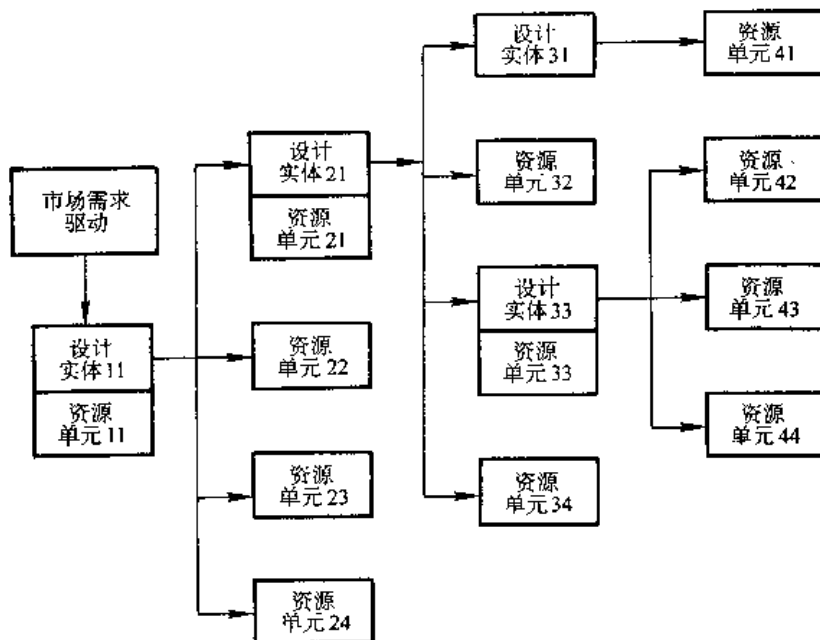 市场需求
驱动
设计
实体11
资源
单元11
设计
实体21
资源
单元21
资源
单元22
资源
单元23
资源
单元24
设计
实体31
资源
单元32
设计
实体33
资源
单元33
资源
单元34
资源
单元41
资源
单元42
资源
单元43
资源
单元44